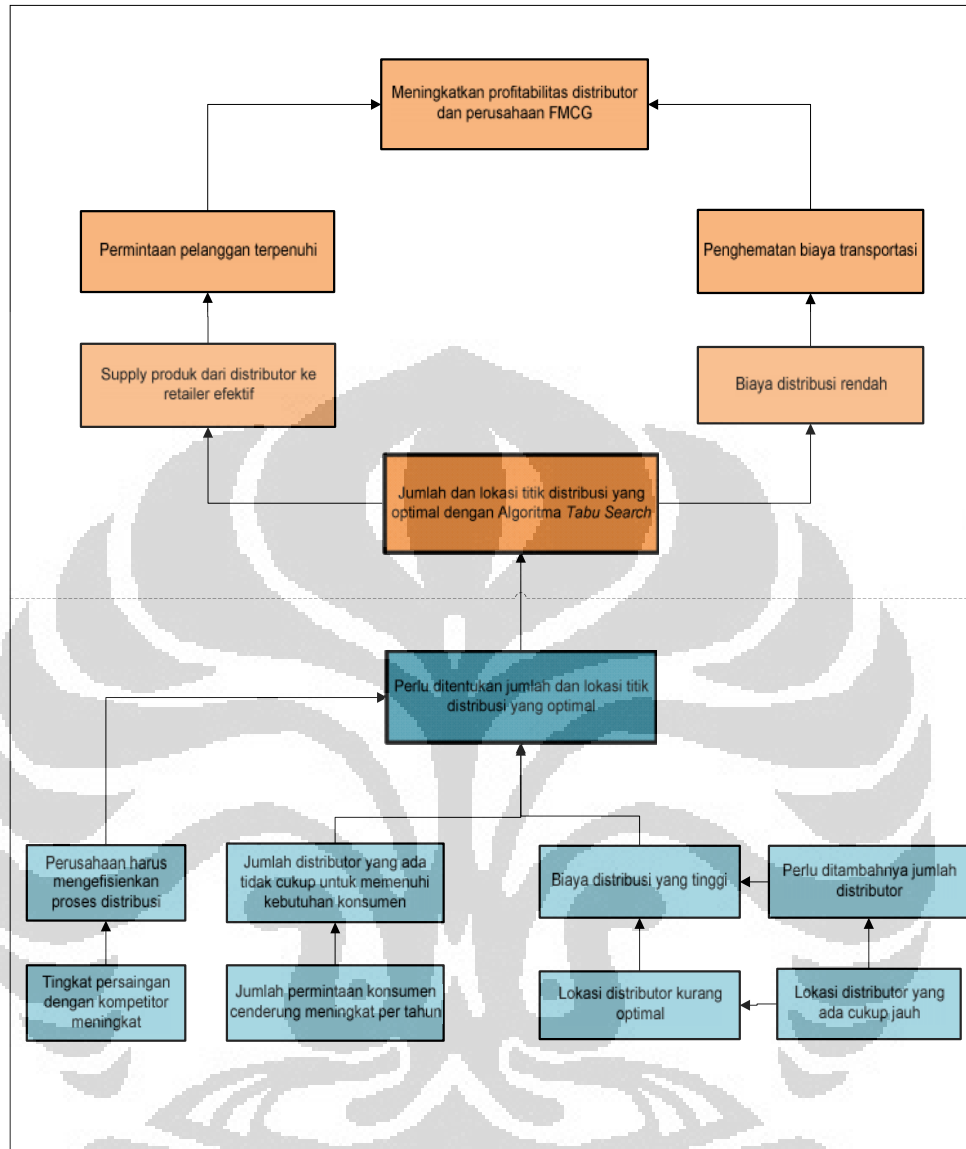 Meningkatkan profitabilitas distributor
dan perusahaan FMCG
Permintaan pelanggan terpenuhi
Penghematan biaya transportasi
Supply produk dari distributor ke
retailer efektif
Biaya distribusi rendah
Jumlah dan lokasi titik distribusi yang
optimal dengan Algoritma Tabu Search
Perlu ditentukan jumlah dan lokasi titik
distribusi yang optimal
Perusahaan harus
mengefisienkan
proses distribusi
Jumlah distributor yang ada
tidak cukup untuk memenuhi
kebutuhan konsumen
Biaya distribusi yang tinggi
Perlu ditambahnya jumlah
distributor
Tingkat persaingan
dengan kompetitor
meningkat
Jumlah permintaan konsumen
cenderung meningkat per tahun
Lokasi distributor kurang
optimal
Lokasi distributor yang
ada cukup jauh